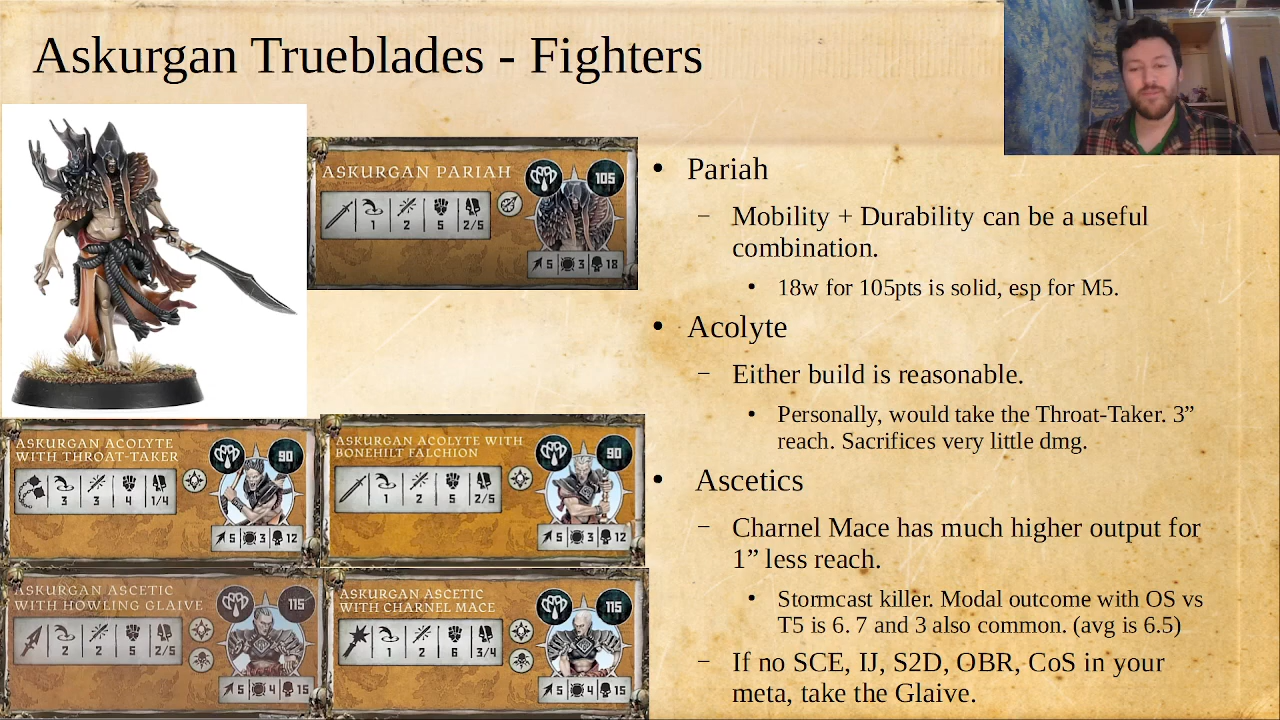 Askurgan Trueblades - Fighters
ASKURGAN PARIAH
105
1 2 5 2/5
5 3 18
• Pariah
– Mobility + Durability can be a useful
combination.
• 18w for 105pts is solid, esp for M5.
• Acolyte
– Either build is reasonable.
• Personally, would take the Throat-Taker. 3”
reach. Sacrifices very little dmg.
• Ascetics
– Charnel Mace has much higher output for
1” less reach.
• Stormcast killer. Modal outcome with OS vs
T5 is 6. 7 and 3 also common. (avg is 6.5)
– If no SCE, IJ, S2D, OBR, CoS in your
meta, take the Glaive.
ASKURGAN ACOLYTE
WITH THROAT-TAKER
90
3 3 4 1/4
5 3 12
ASKURGAN ACOLYTE WITH
BONEHILT FALCHION
90
1 2 5 2/5
5 3 12
ASKURGAN ASCETIC
WITH HOWLING GLAIVE
115
2 2 5 2/5
5 4 15
ASKURGAN ASCETIC
WITH CHARNEL MACE
115
1 2 6 3/4
5 4 15